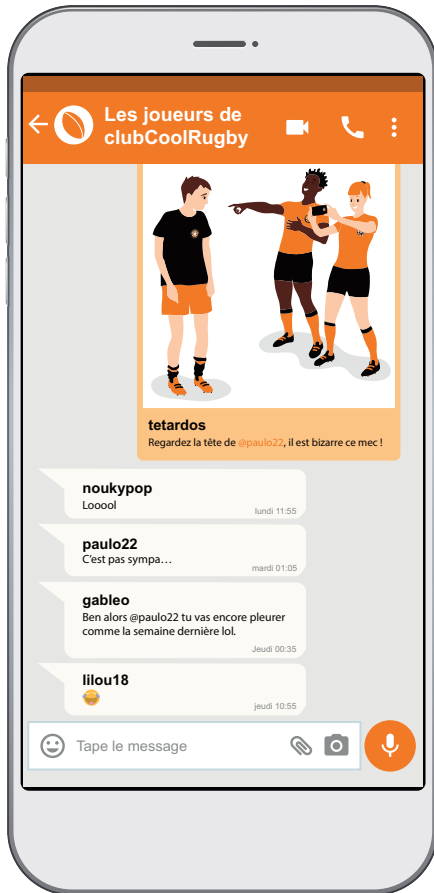 Les joueurs de
clubCoolRugby
tetardos
Regardez la tête de @paulo22, il est bizarre ce mec !
noukypop
Looool
lundi 11:55
paulo22
C'est pas sympa…
mardi 01:05
gableo
Ben alors @paulo22 tu vas encore pleurer
comme la semaine dernière lol.
Jeudi 00:35
lilou18
jeudi 10:55
Tape le message